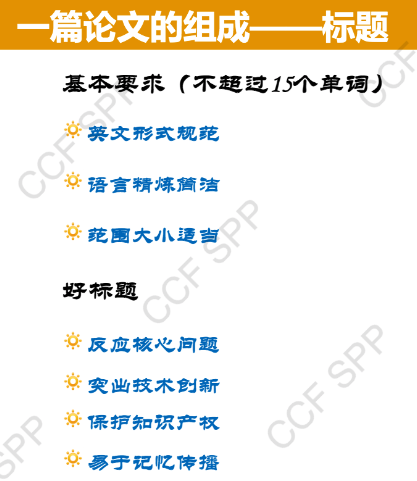 一篇论文的组成——标题
基本要求（不超过15个单词）
英文形式规范
语言精炼简洁
范围大小适当
好标题
反应核心问题
突出技术创新
保护知识产权
易于记忆传播
CCF SPP
CCF SPP
CCF SPP
CCF SPP
CCF
SPP